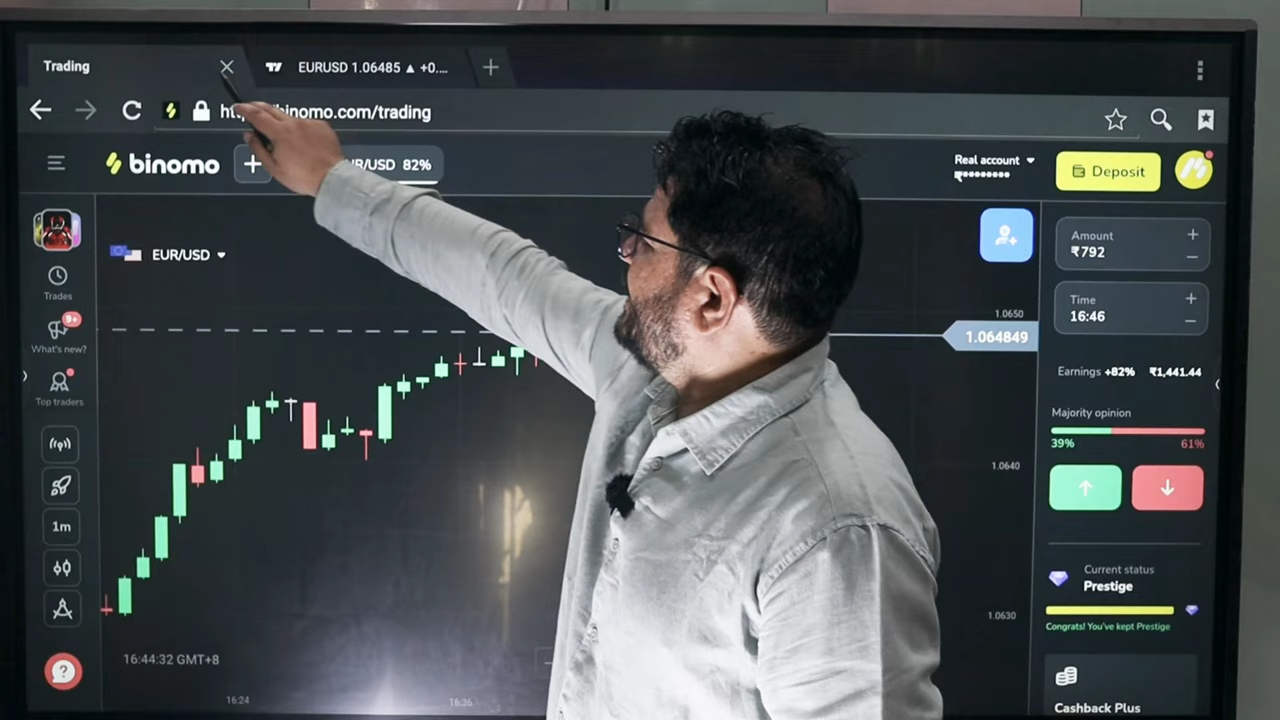 Trading
EURUSD 1.06485 ▲ +0....
binomo.com/trading
binomo
R/USD 82%
Real account
₹•••••••••
Deposit
EUR/USD
Trades
9+
What's new?
Top traders
1m
16:44:32 GMT+8
16:24
16:36
1.0650
1.064849
1.0640
1.0630
Amount
₹792
Time
16:46
Earnings +82% ₹1,441.44
Majority opinion
39% 61%
Current status
Prestige
Congrats! You've kept Prestige
Cashback Plus